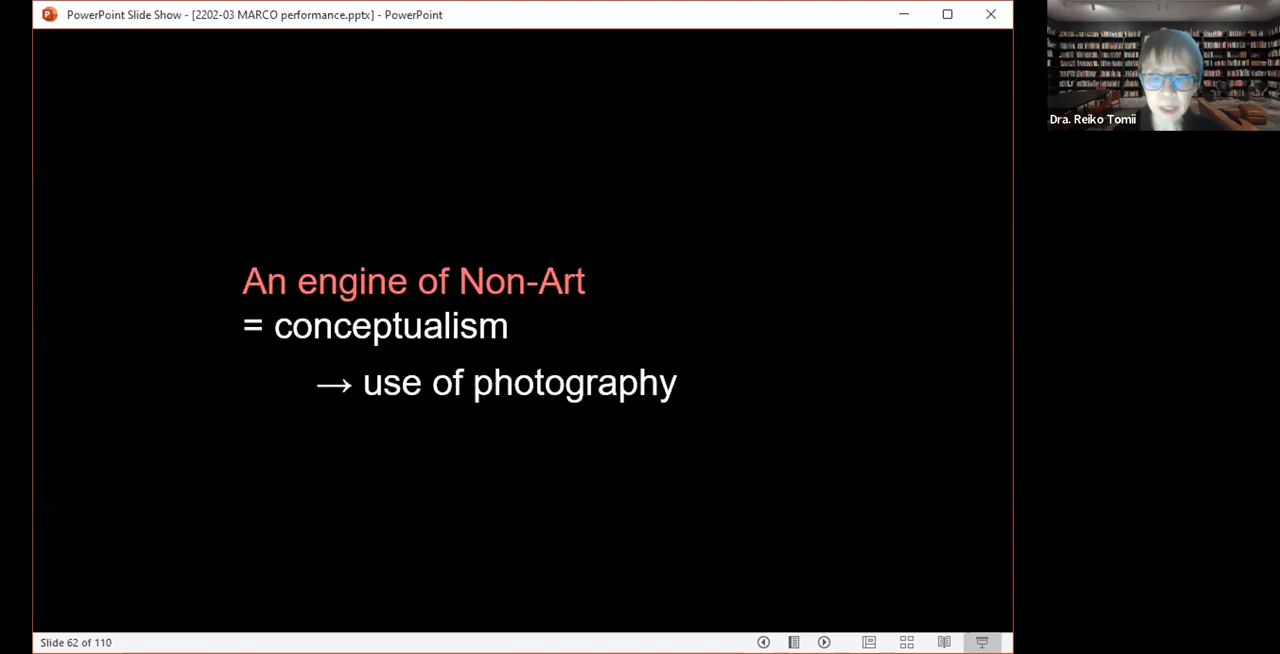 PowerPoint Slide Show - [2202-03 MARCO performance.pptx] - PowerPoint
Dra. Reiko Tomii
An engine of Non-Art
= conceptualism
→ use of photography
Slide 62 of 110